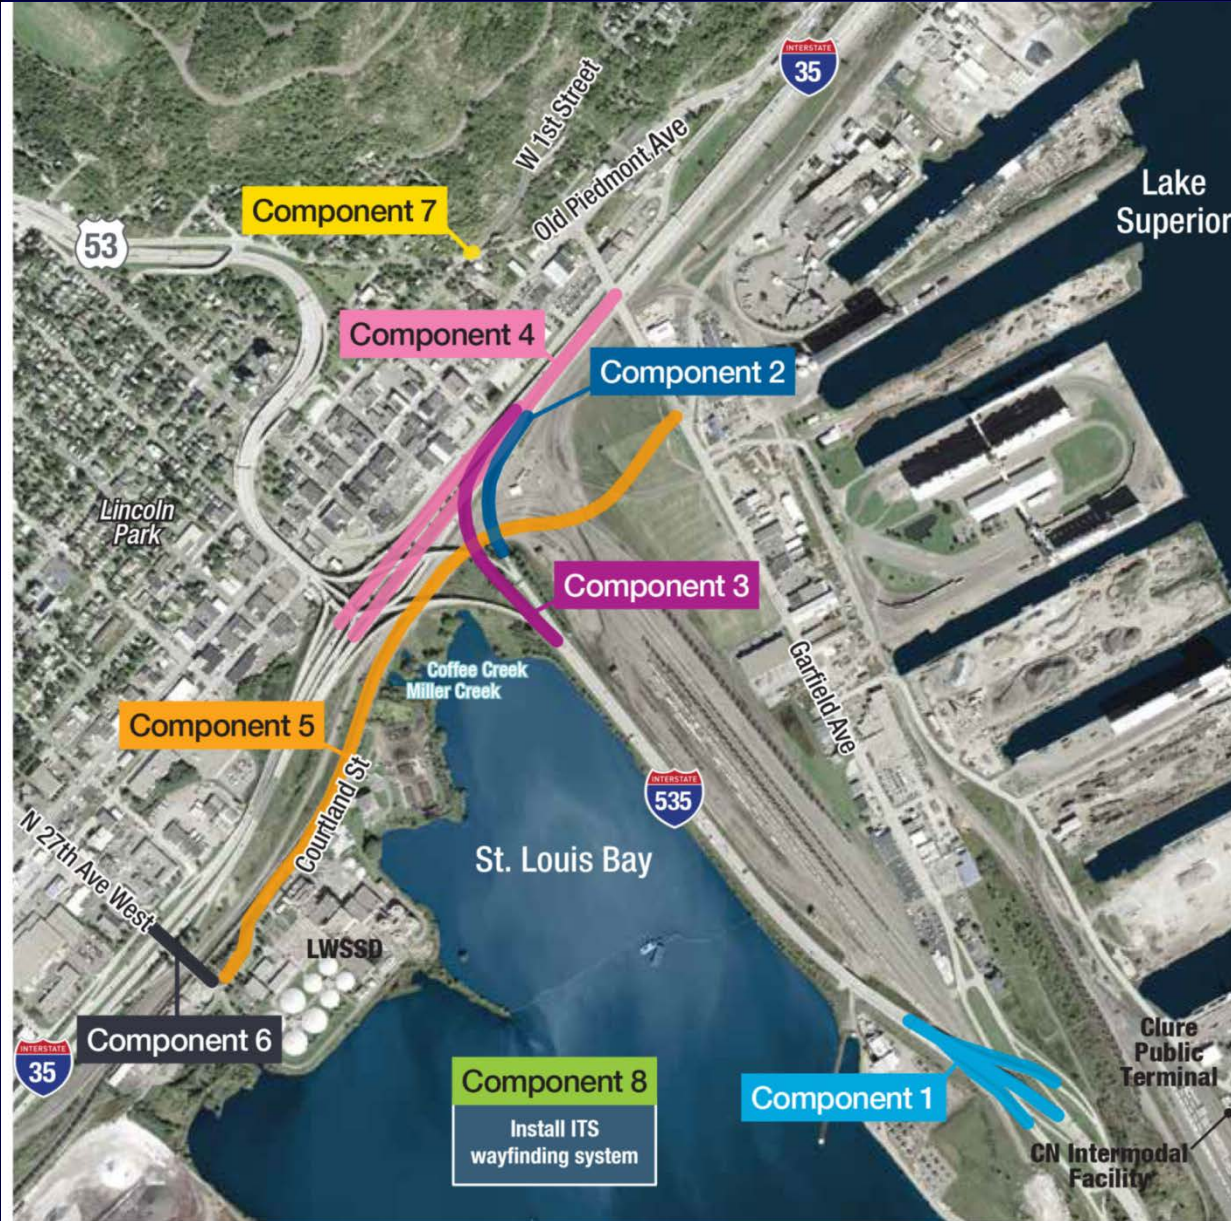 INTERSTATE
35
W 1st Street
Old Piedmont Ave
Lake
Superior
Component 7
53
Component 4
Component 2
Lincoln
Park
Component 3
Coffee Creek
Miller Creek
Garfield Ave
Component 5
Courtland St
INTERSTATE
535
N 27th Ave West
St. Louis Bay
LWSSD
Component 6
INTERSTATE
35
Component 8
Install ITS
wayfinding system
Component 1
Clure
Public
Terminal
CN Intermodal
Facility